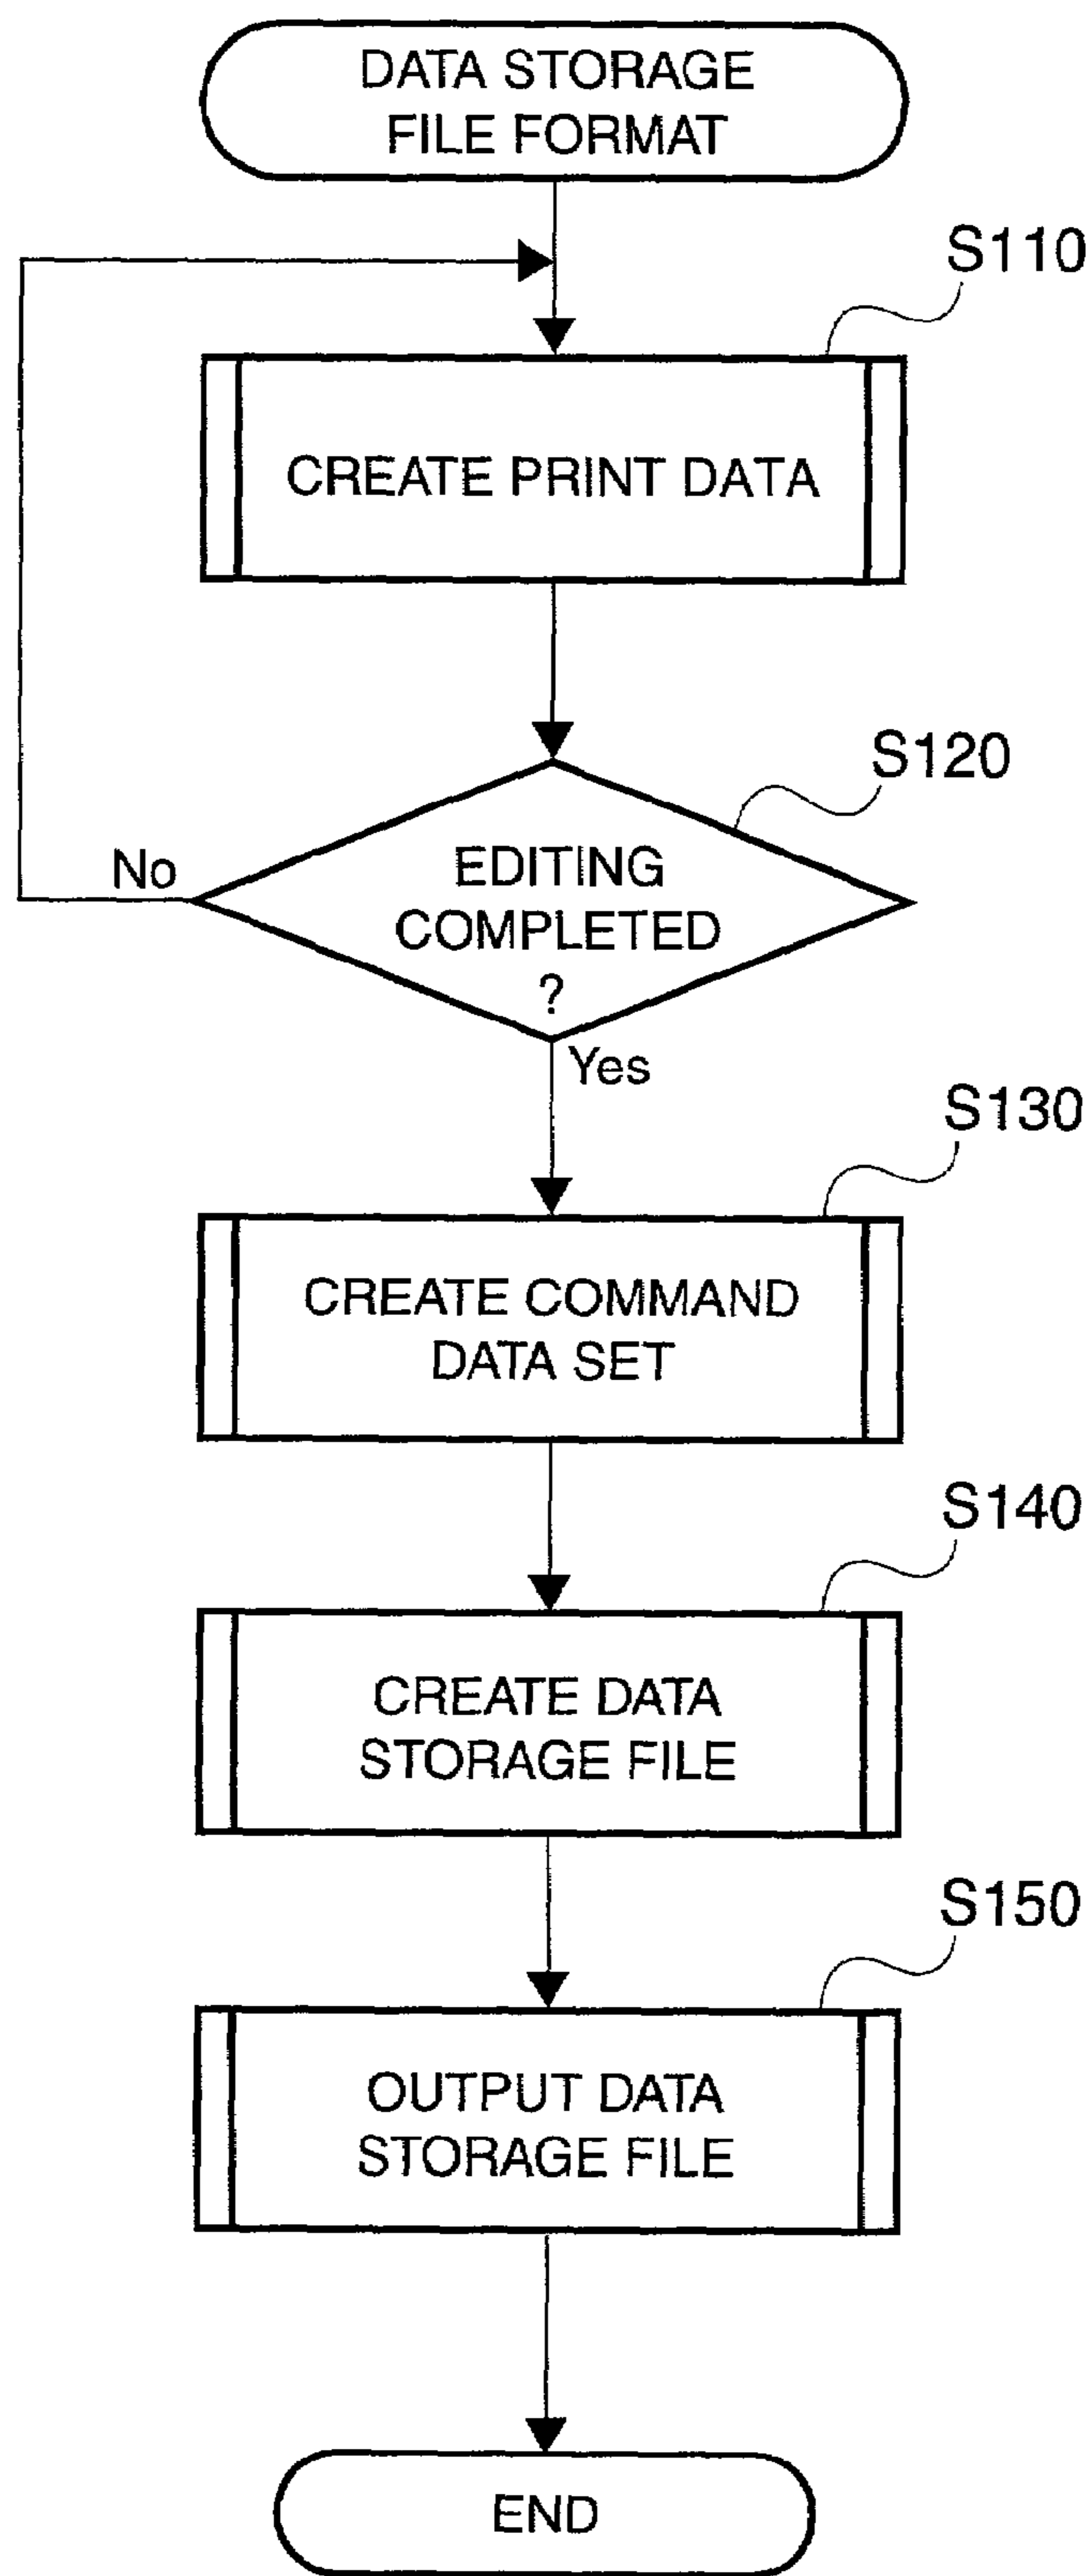 DATA STORAGE
FILE FORMAT
S110
CREATE PRINT DATA
S120
EDITING
COMPLETED
?
No
Yes
S130
CREATE COMMAND
DATA SET
S140
CREATE DATA
STORAGE FILE
S150
OUTPUT DATA
STORAGE FILE
END